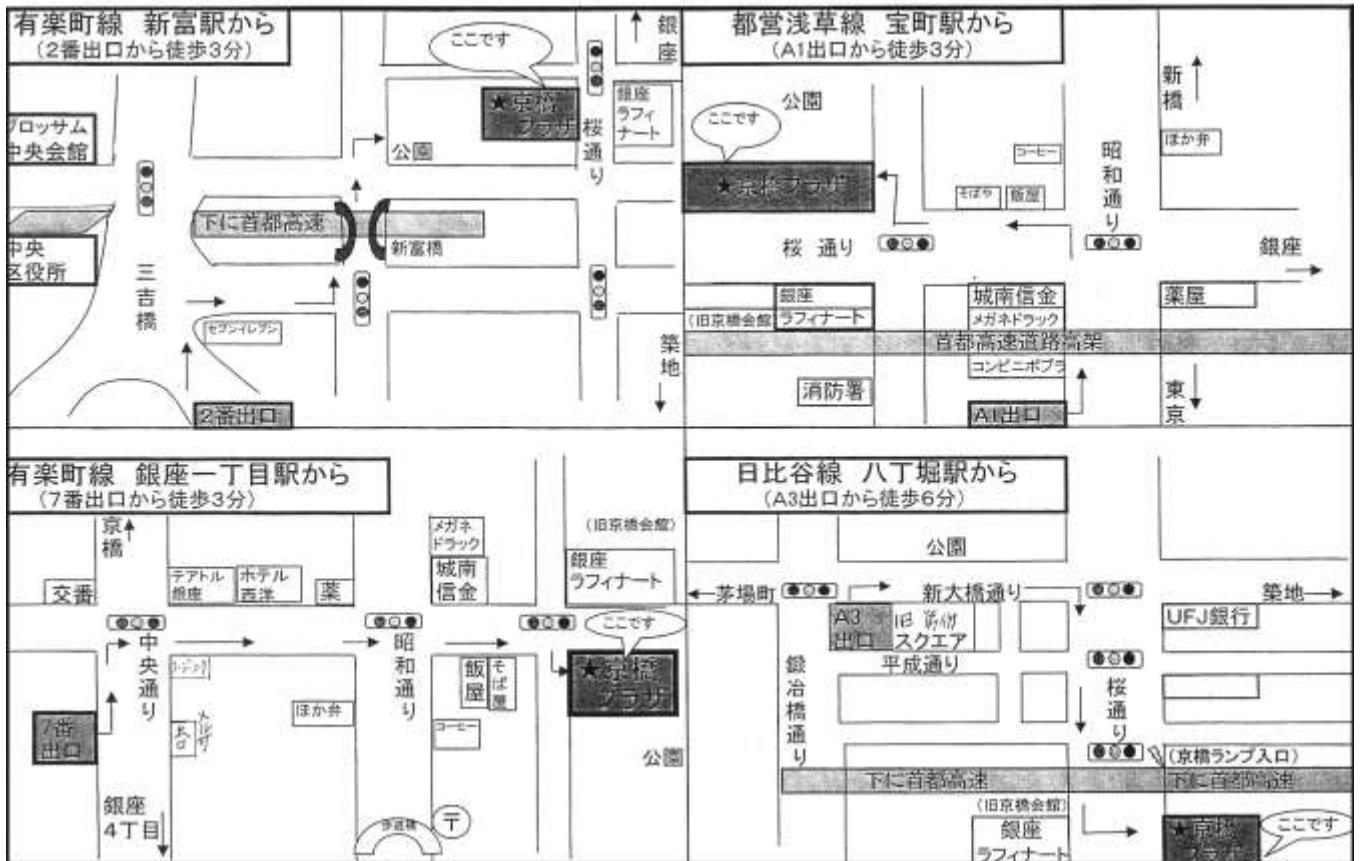 有楽町線 新富駅から
(2番出口から徒歩3分)
ここです
銀座
★京橋
プラザ
銀座
ラフィ
ナート
桜通り
公園
ブロッサム
中央会館
下に首都高速
新富橋
中央
区役所
三吉橋
セブンイレブン
築地
2番出口
都営浅草線 宝町駅から
(A1出口から徒歩3分)
新橋
公園
ここです
コーヒー
昭和通り
ほか弁
★京橋プラザ
そばや
飯屋
桜通り
銀座
銀座
ラフィナート
(旧京橋会館)
城南信金
メガネドラック
薬屋
首都高速道路高架
コンビニポプラ
消防署
A1出口
東京
有楽町線 銀座一丁目駅から
(7番出口から徒歩3分)
京橋
交番
テアトル
銀座
ホテル
西洋
薬
メガネ
ドラック
城南
信金
(旧京橋会館)
銀座
ラフィナート
ここです
中央通り
昭和通り
飯屋
そば屋
★京橋
プラザ
ほか弁
コーヒー
7番
出口
公園
銀座
4丁目
歩道橋
〒
日比谷線 八丁堀駅から
(A3出口から徒歩6分)
公園
茅場町
新大橋通り
築地
A3
出口
旧
スクエア
UFJ銀行
平成通り
鍛冶橋通り
桜通り
(京橋ランプ入口)
下に首都高速
下に首都高速
(旧京橋会館)
銀座
ラフィナート
★京橋
プラザ
ここです